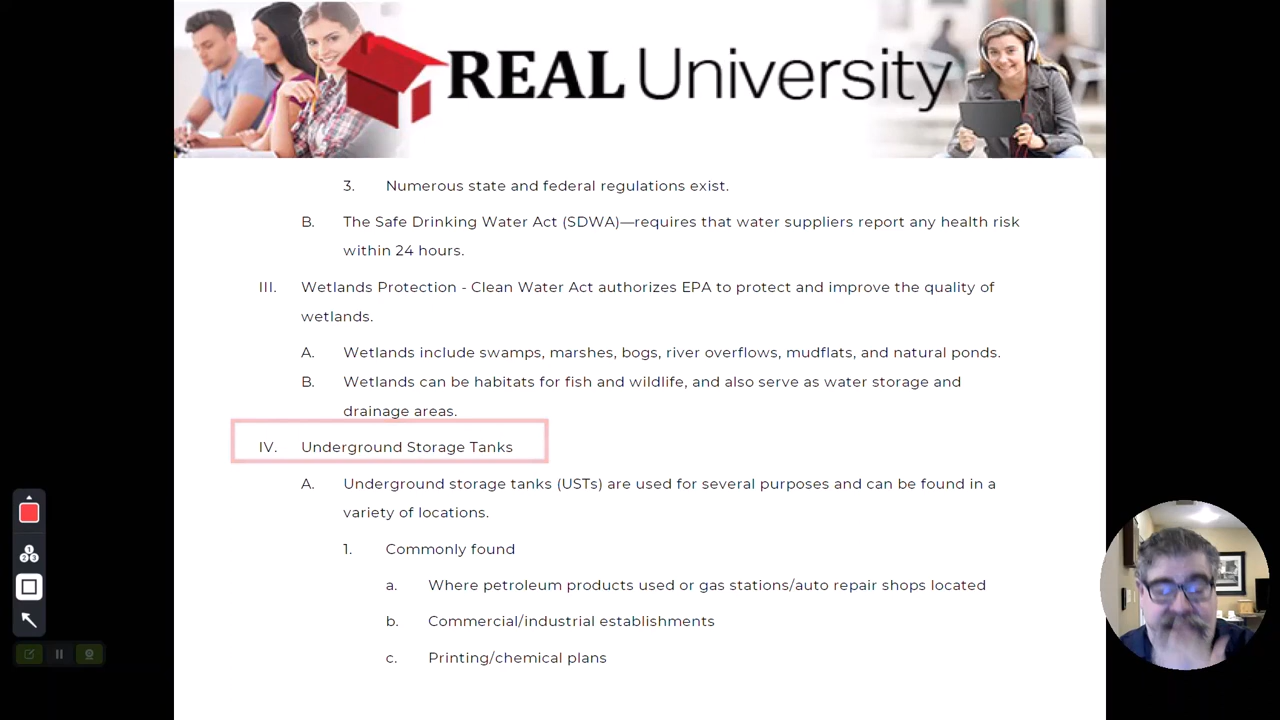 REAL University
3. Numerous state and federal regulations exist.
B. The Safe Drinking Water Act (SDWA)—requires that water suppliers report any health risk
within 24 hours.
III. Wetlands Protection - Clean Water Act authorizes EPA to protect and improve the quality of
wetlands.
A. Wetlands include swamps, marshes, bogs, river overflows, mudflats, and natural ponds.
B. Wetlands can be habitats for fish and wildlife, and also serve as water storage and
drainage areas.
IV. Underground Storage Tanks
A. Underground storage tanks (USTs) are used for several purposes and can be found in a
variety of locations.
1. Commonly found
a. Where petroleum products used or gas stations/auto repair shops located
b. Commercial/industrial establishments
c. Printing/chemical plans